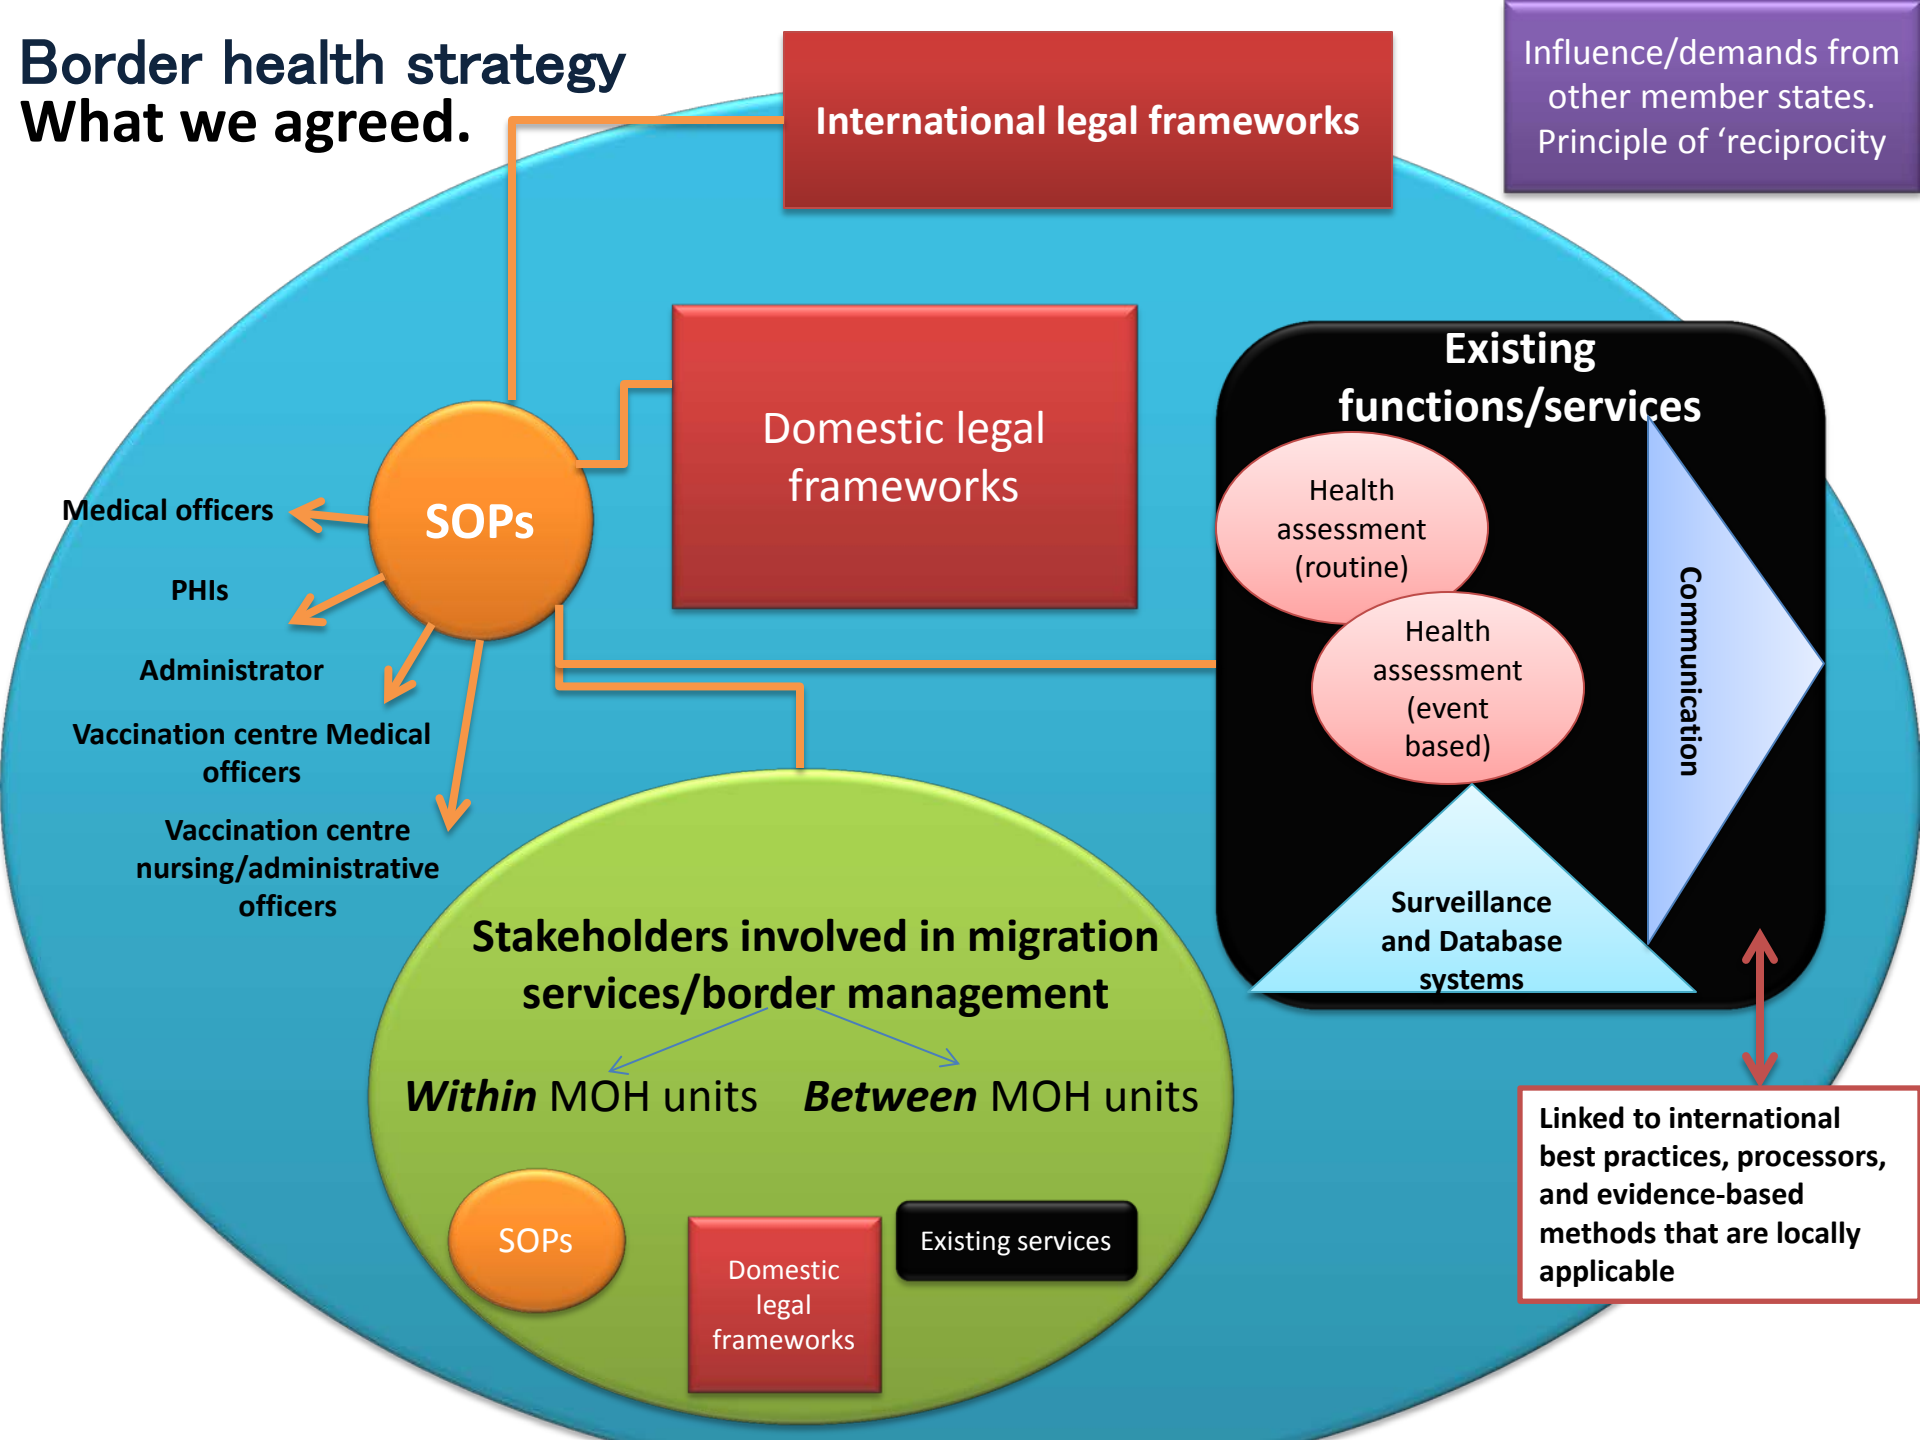 Border health strategy
What we agreed.
International legal frameworks
Influence/demands from
other member states.
Principle of ‘reciprocity
Domestic legal
frameworks
Existing
functions/services
Health
assessment
(routine)
Health
assessment
(event
based)
Communication
Surveillance
and Database
systems
SOPs
Medical officers
PHIs
Administrator
Vaccination centre Medical
officers
Vaccination centre
nursing/administrative
officers
Stakeholders involved in migration
services/border management
Within MOH units
Between MOH units
SOPs
Domestic
legal
frameworks
Existing services
Linked to international
best practices, processors,
and evidence-based
methods that are locally
applicable